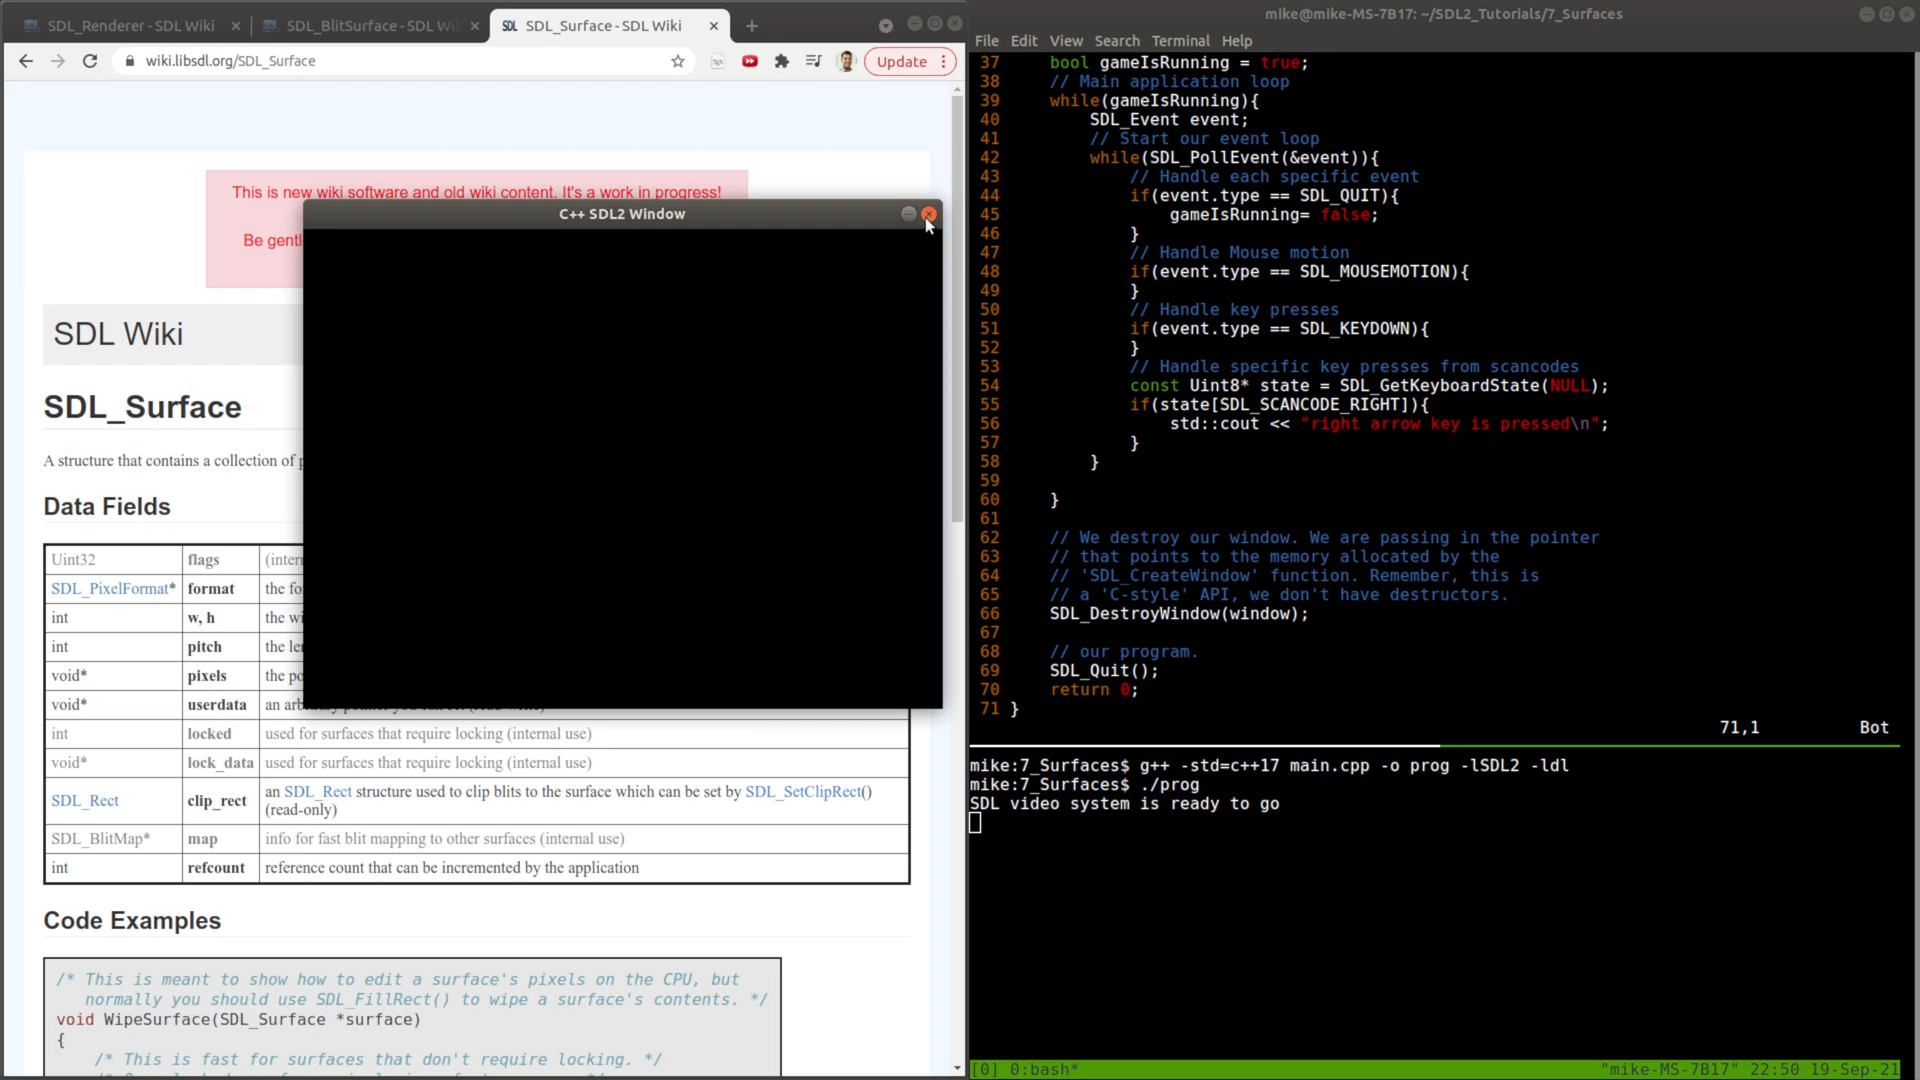 SDL_Renderer - SDL Wiki
SDL_BlitSurface - SDL Wi
SDL_Surface - SDL Wiki
wiki.libsdl.org/SDL_Surface
Update
This is new wiki software and old wiki content. It's a work in progress!
Be gentl
C++ SDL2 Window
SDL Wiki
SDL_Surface
A structure that contains a collection of p
Data Fields
Uint32 flags (inter
SDL_PixelFormat* format the fo
int w, h the wi
int pitch the le
void* pixels the po
void* userdata an arbitrary pointer you can set (read-write)
int locked used for surfaces that require locking (internal use)
void* lock_data used for surfaces that require locking (internal use)
SDL_Rect clip_rect an SDL_Rect structure used to clip blits to the surface which can be set by SDL_SetClipRect()
(read-only)
SDL_BlitMap* map info for fast blit mapping to other surfaces (internal use)
int refcount reference count that can be incremented by the application
Code Examples
/* This is meant to show how to edit a surface's pixels on the CPU, but
normally you should use SDL_FillRect() to wipe a surface's contents. */
void WipeSurface(SDL_Surface *surface)
{
/* This is fast for surfaces that don't require locking. */
mike@mike-MS-7B17: ~/SDL2_Tutorials/7_Surfaces
File Edit View Search Terminal Help
37 bool gameIsRunning = true;
38 // Main application loop
39 while(gameIsRunning){
40 SDL_Event event;
41 // Start our event loop
42 while(SDL_PollEvent(&event)){
43 // Handle each specific event
44 if(event.type == SDL_QUIT){
45 gameIsRunning= false;
46 }
47 // Handle Mouse motion
48 if(event.type == SDL_MOUSEMOTION){
49 }
50 // Handle key presses
51 if(event.type == SDL_KEYDOWN){
52 }
53 // Handle specific key presses from scancodes
54 const Uint8* state = SDL_GetKeyboardState(NULL);
55 if(state[SDL_SCANCODE_RIGHT]){
56 std::cout << "right arrow key is pressed\n";
57 }
58 }
59
60 }
61
62 // We destroy our window. We are passing in the pointer
63 // that points to the memory allocated by the
64 // 'SDL_CreateWindow' function. Remember, this is
65 // a 'C-style' API, we don't have destructors.
66 SDL_DestroyWindow(window);
67
68 // our program.
69 SDL_Quit();
70 return 0;
71 }
71,1 Bot
mike:7_Surfaces$ g++ -std=c++17 main.cpp -o prog -lSDL2 -ldl
mike:7_Surfaces$ ./prog
SDL video system is ready to go
[0] 0:bash* "mike-MS-7B17" 22:50 19-Sep-21